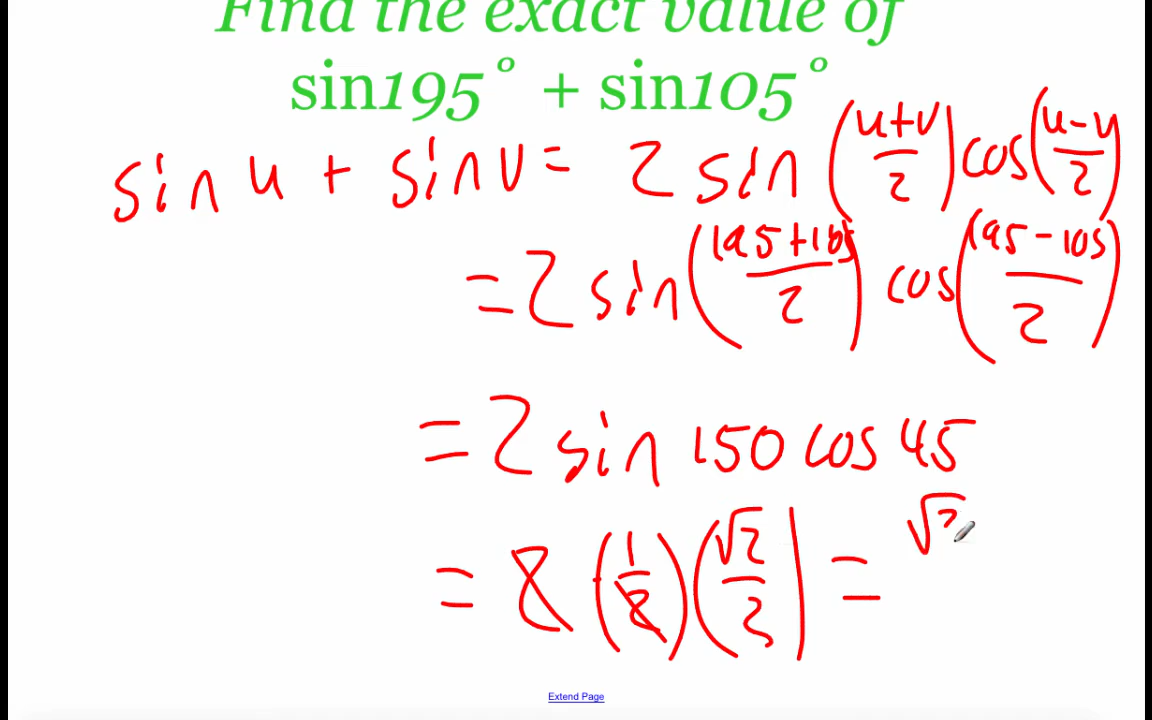 Find the exact value of
sin195° + sin105°
sin u + sin v = 2 sin (u+v/2) cos (u-v/2)
= 2 sin (195+105/2) cos (195-105/2)
= 2 sin 150 cos 45
= 2 (1/2) (√2/2) = √2
Extend Page